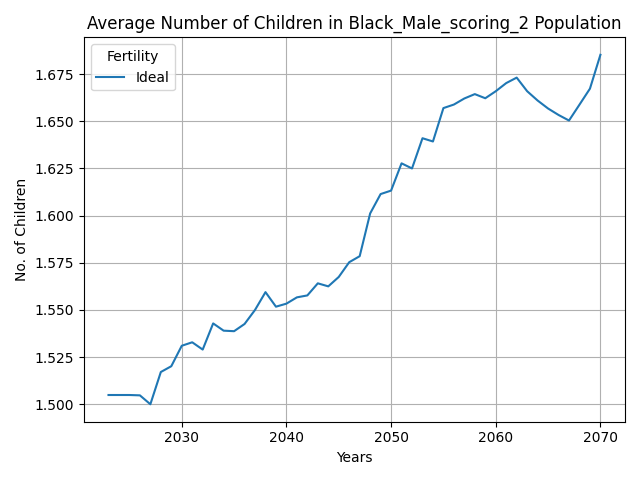 Average Number of Children in Black_Male_scoring_2 Population
Fertility
Ideal
No. of Children
1.675
1.650
1.625
1.600
1.575
1.550
1.525
1.500
2030 2040 2050 2060 2070
Years